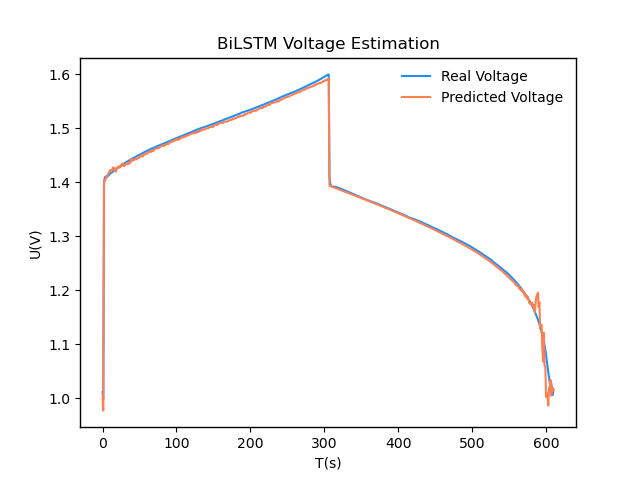 BiLSTM Voltage Estimation
Real Voltage
Predicted Voltage
U(V)
1.6
1.5
1.4
1.3
1.2
1.1
1.0
0 100 200 300 400 500 600
T(s)